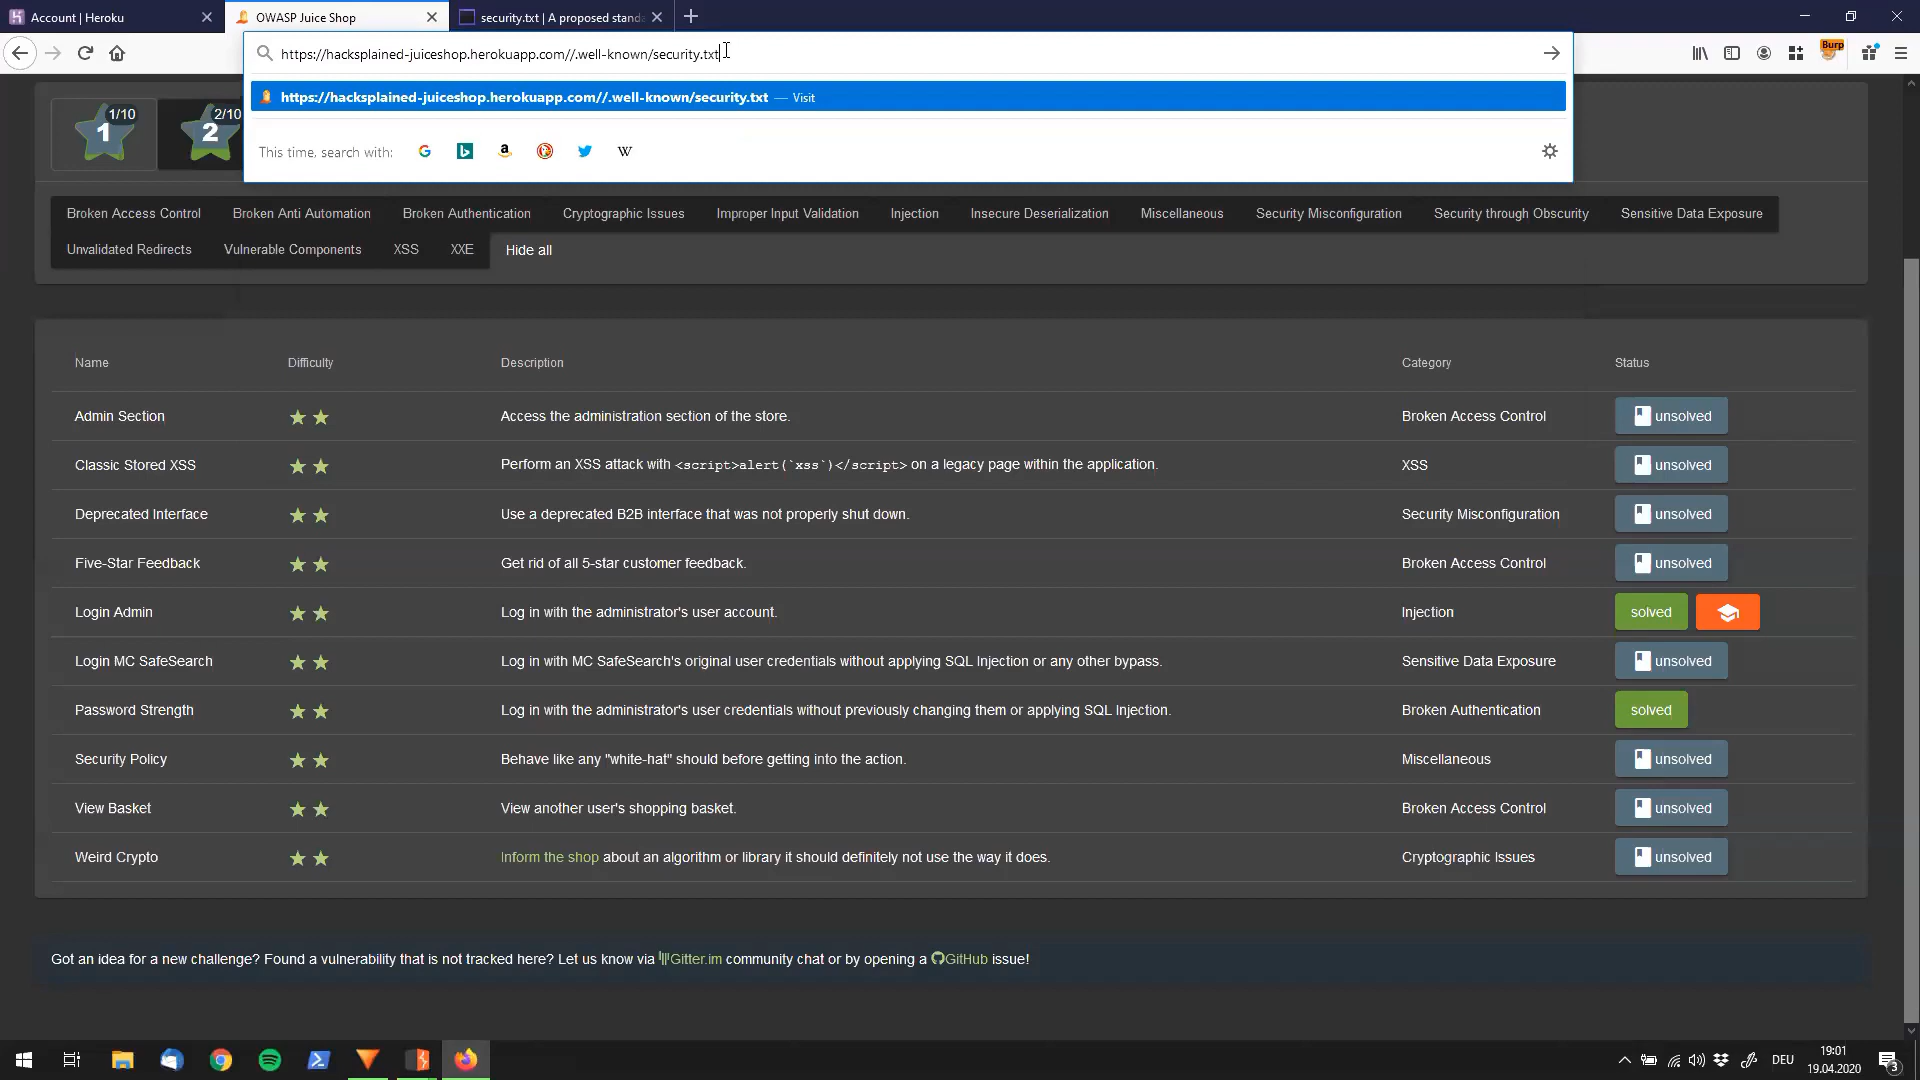 Account | Heroku
OWASP Juice Shop
security.txt | A proposed standa
https://hacksplained-juiceshop.herokuapp.com//.well-known/security.txt
Burp
https://hacksplained-juiceshop.herokuapp.com//.well-known/security.txt — Visit
This time, search with: G b a W
1 1/10
2 2/10
Broken Access Control Broken Anti Automation Broken Authentication Cryptographic Issues Improper Input Validation Injection Insecure Deserialization Miscellaneous Security Misconfiguration Security through Obscurity Sensitive Data Exposure
Unvalidated Redirects Vulnerable Components XSS XXE Hide all
Name Difficulty Description Category Status
Admin Section Access the administration section of the store. Broken Access Control unsolved
Classic Stored XSS Perform an XSS attack with <script>alert(`xss`)</script> on a legacy page within the application. XSS unsolved
Deprecated Interface Use a deprecated B2B interface that was not properly shut down. Security Misconfiguration unsolved
Five-Star Feedback Get rid of all 5-star customer feedback. Broken Access Control unsolved
Login Admin Log in with the administrator's user account. Injection solved
Login MC SafeSearch Log in with MC SafeSearch's original user credentials without applying SQL Injection or any other bypass. Sensitive Data Exposure unsolved
Password Strength Log in with the administrator's user credentials without previously changing them or applying SQL Injection. Broken Authentication solved
Security Policy Behave like any "white-hat" should before getting into the action. Miscellaneous unsolved
View Basket View another user's shopping basket. Broken Access Control unsolved
Weird Crypto Inform the shop about an algorithm or library it should definitely not use the way it does. Cryptographic Issues unsolved
Got an idea for a new challenge? Found a vulnerability that is not tracked here? Let us know via Gitter.im community chat or by opening a GitHub issue!
DEU
19:01
19.04.2020
3